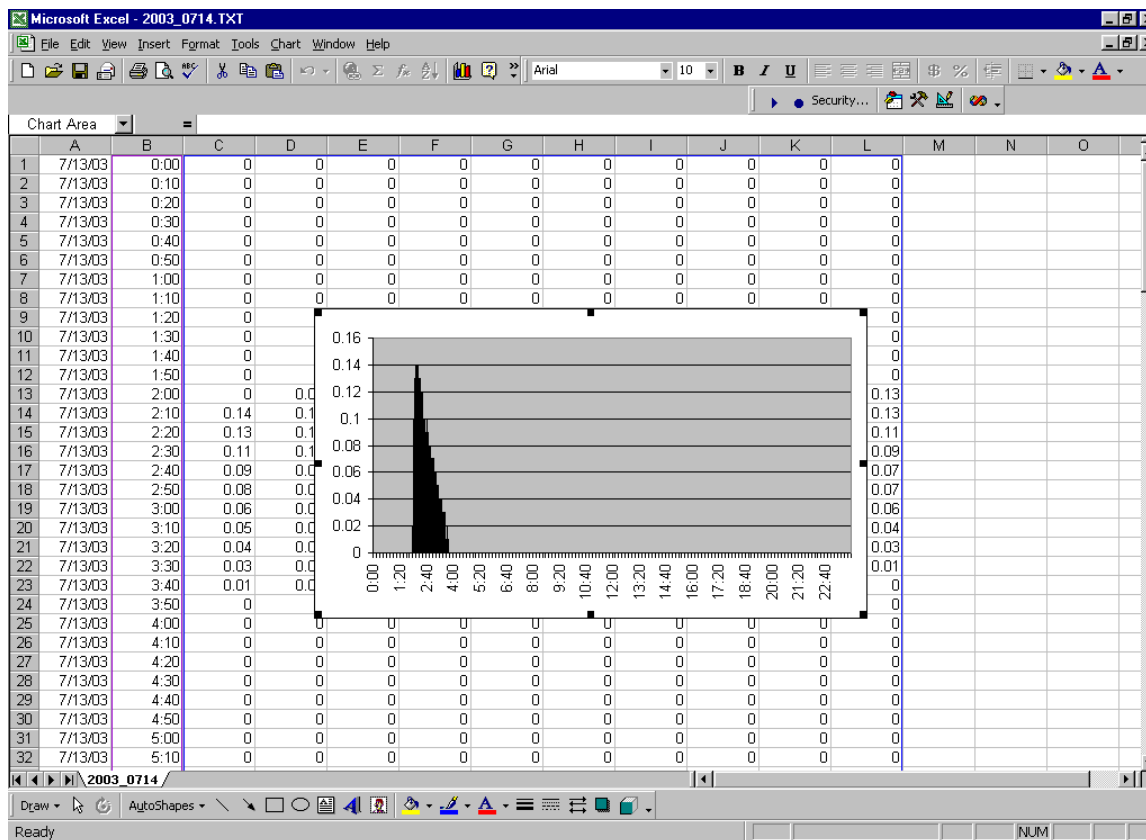 Microsoft Excel - 2003_0714.TXT
File Edit View Insert Format Tools Chart Window Help
Arial 10 B I U $ %
Security...
Chart Area =
A B C D E F G H I J K L M N O
1 7/13/03 0:00 0 0 0 0 0 0 0 0 0 0
2 7/13/03 0:10 0 0 0 0 0 0 0 0 0 0
3 7/13/03 0:20 0 0 0 0 0 0 0 0 0 0
4 7/13/03 0:30 0 0 0 0 0 0 0 0 0 0
5 7/13/03 0:40 0 0 0 0 0 0 0 0 0 0
6 7/13/03 0:50 0 0 0 0 0 0 0 0 0 0
7 7/13/03 1:00 0 0 0 0 0 0 0 0 0 0
8 7/13/03 1:10 0 0 0 0 0 0 0 0 0 0
9 7/13/03 1:20 0 0
10 7/13/03 1:30 0 0
11 7/13/03 1:40 0 0
12 7/13/03 1:50 0 0
13 7/13/03 2:00 0 0.0 0.13
14 7/13/03 2:10 0.14 0.1 0.13
15 7/13/03 2:20 0.13 0.1 0.11
16 7/13/03 2:30 0.11 0.1 0.09
17 7/13/03 2:40 0.09 0.0 0.07
18 7/13/03 2:50 0.08 0.0 0.07
19 7/13/03 3:00 0.06 0.0 0.06
20 7/13/03 3:10 0.05 0.0 0.04
21 7/13/03 3:20 0.04 0.0 0.03
22 7/13/03 3:30 0.03 0.0 0.01
23 7/13/03 3:40 0.01 0.0 0
24 7/13/03 3:50 0 0
0.16
0.14
0.12
0.1
0.08
0.06
0.04
0.02
0
0:00 1:20 2:40 4:00 5:20 6:40 8:00 9:20 10:40 12:00 13:20 14:40 16:00 17:20 18:40 20:00 21:20 22:40
25 7/13/03 4:00 0 0 0 0 0 0 0 0 0 0
26 7/13/03 4:10 0 0 0 0 0 0 0 0 0 0
27 7/13/03 4:20 0 0 0 0 0 0 0 0 0 0
28 7/13/03 4:30 0 0 0 0 0 0 0 0 0 0
29 7/13/03 4:40 0 0 0 0 0 0 0 0 0 0
30 7/13/03 4:50 0 0 0 0 0 0 0 0 0 0
31 7/13/03 5:00 0 0 0 0 0 0 0 0 0 0
32 7/13/03 5:10 0 0 0 0 0 0 0 0 0 0
2003_0714
Draw AutoShapes
Ready NUM